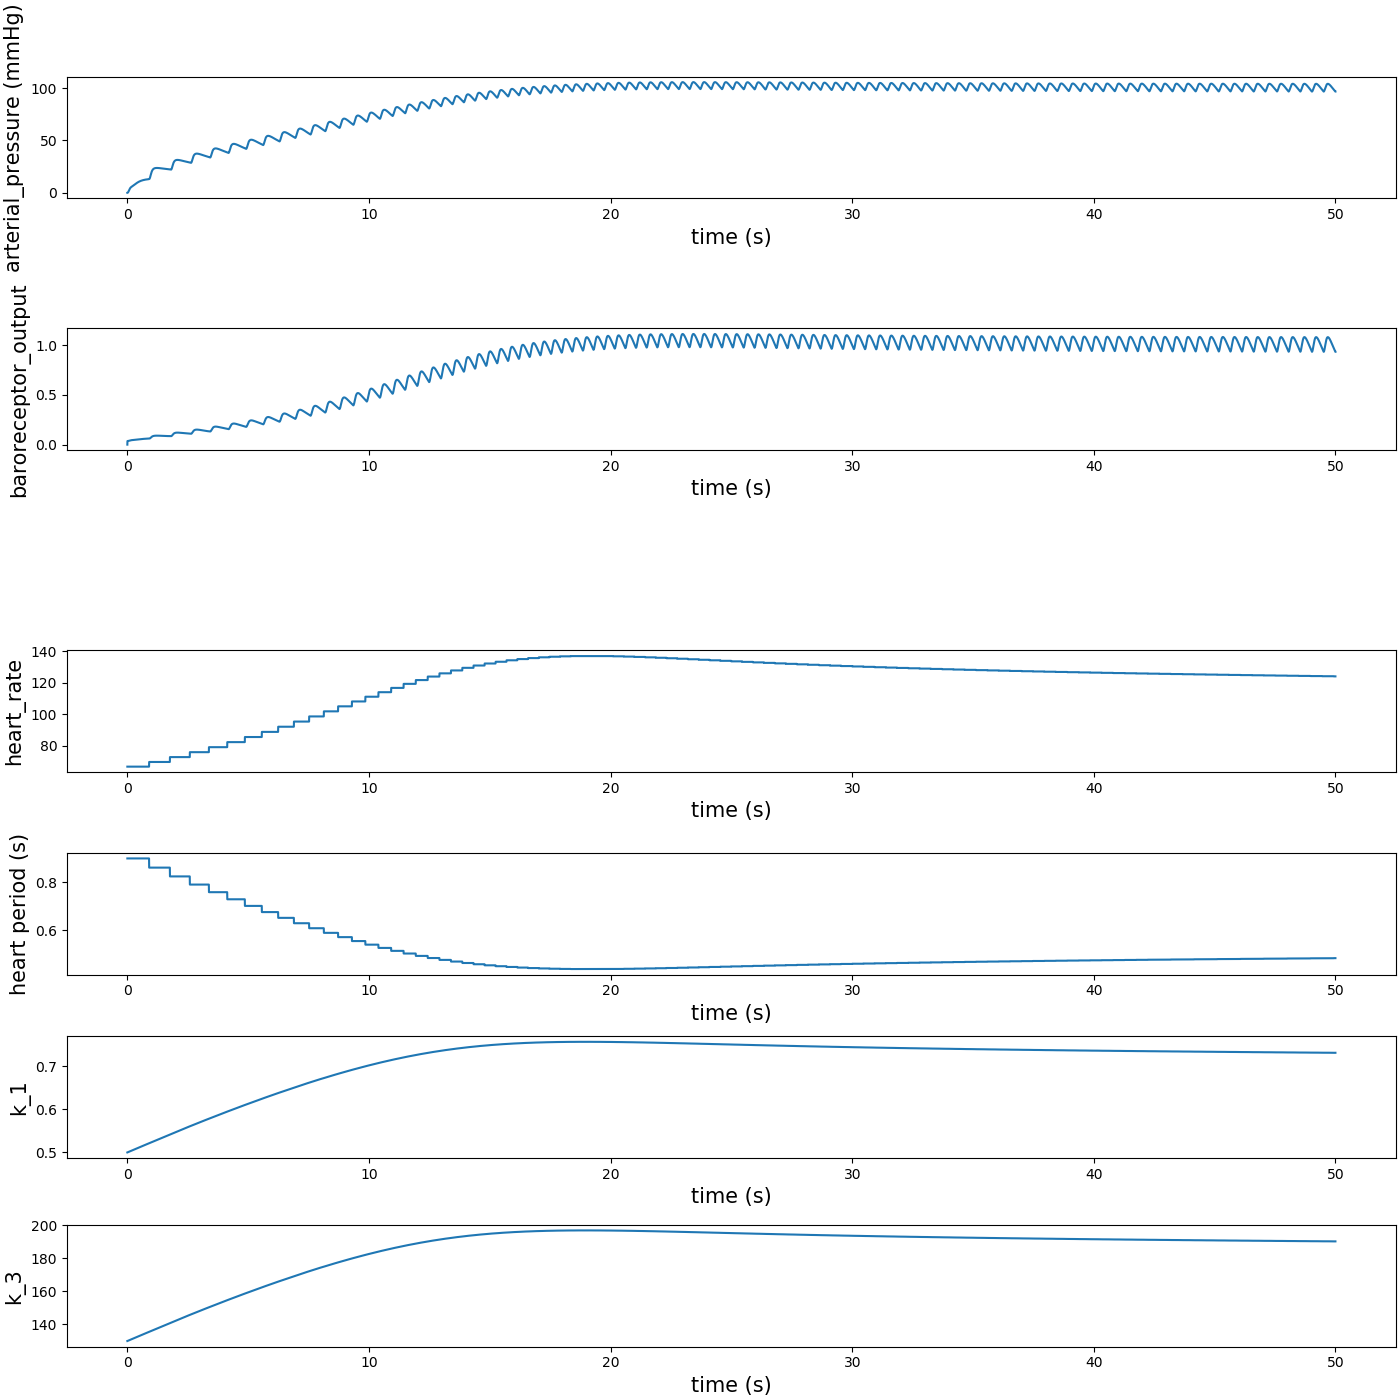 arterial_pressure (mmHg)
100
50
0
0 10 20 30 40 50
time (s)
baroreceptor_output
1.0
0.5
0.0
0 10 20 30 40 50
time (s)
heart_rate
140
120
100
80
0 10 20 30 40 50
time (s)
heart period (s)
0.8
0.6
0 10 20 30 40 50
time (s)
k_1
0.7
0.6
0.5
0 10 20 30 40 50
time (s)
k_3
200
180
160
140
0 10 20 30 40 50
time (s)